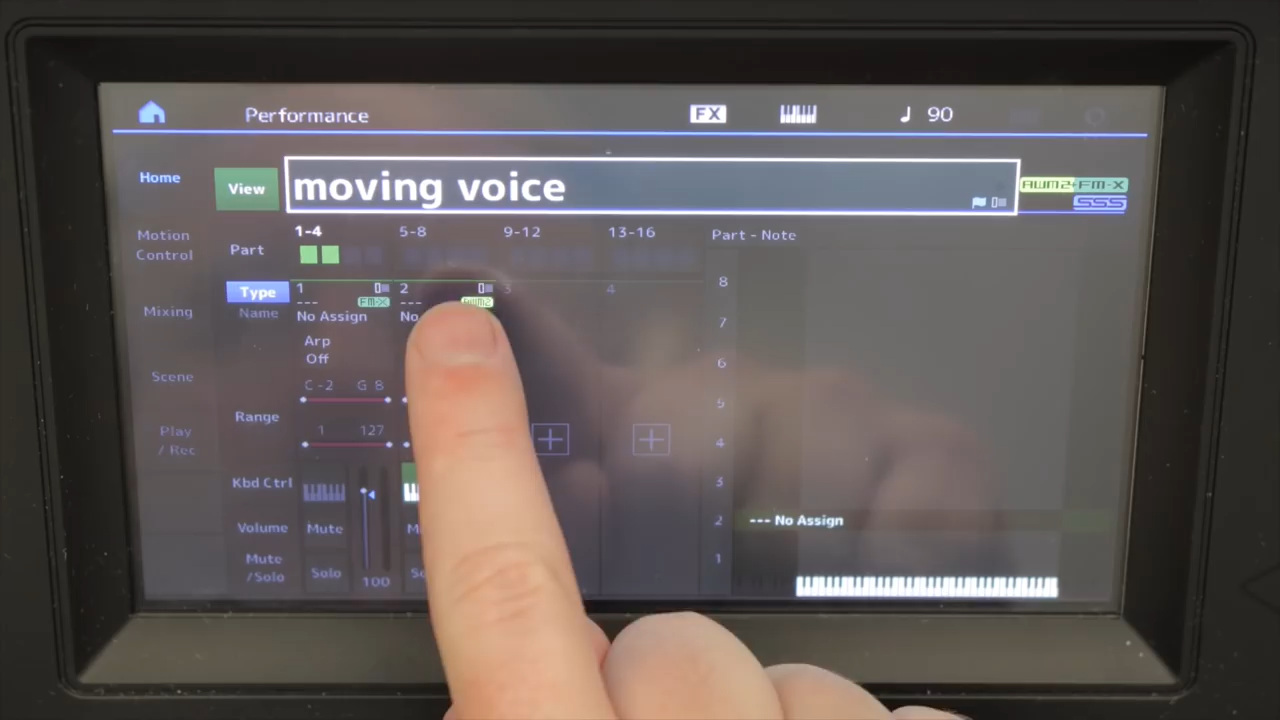 Performance FX 90
Home View moving voice AWM2+FM-X
SSS
Motion
Control
Part
1-4 5-8 9-12 13-16 Part - Note
Type 1 2 3 4
--- FM-X --- AWM2
Name No Assign No
Arp
Off
C -2 G 8
Range
1 127
Mixing
Scene
Play
/ Rec
Kbd Ctrl
Volume Mute
Mute
/Solo
Solo
100
8
7
6
5
4
3
2 --- No Assign
1